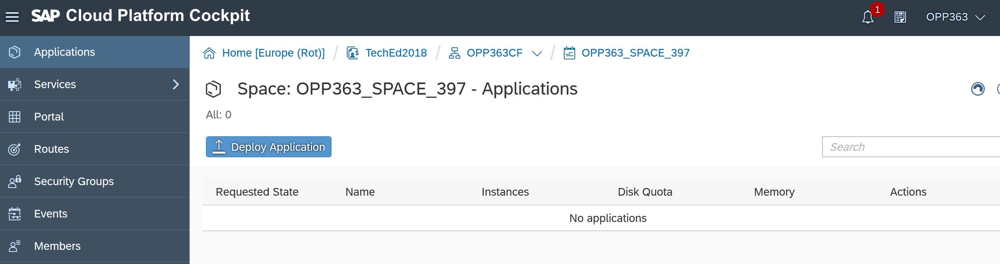 SAP Cloud Platform Cockpit
1
OPP363
Applications
Services
Portal
Routes
Security Groups
Events
Members
Home [Europe (Rot)] / TechEd2018 / OPP363CF / OPP363_SPACE_397
Space: OPP363_SPACE_397 - Applications
All: 0
Deploy Application
Search
Requested State Name Instances Disk Quota Memory Actions
No applications